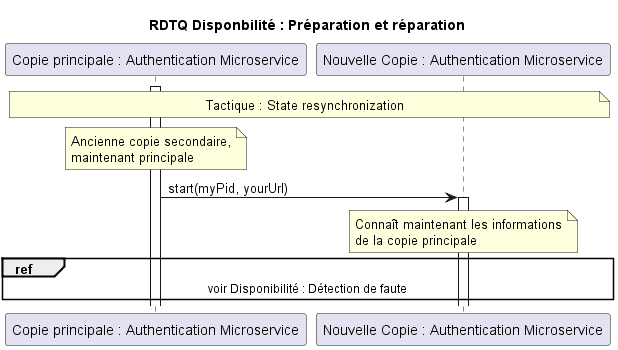 RDTQ Disponbilité : Préparation et réparation
Copie principale : Authentication Microservice
Nouvelle Copie : Authentication Microservice
Tactique : State resynchronization
Ancienne copie secondaire,
maintenant principale
start(myPid, yourUrl)
Connaît maintenant les informations
de la copie principale
ref
voir Disponibilité : Détection de faute
Copie principale : Authentication Microservice
Nouvelle Copie : Authentication Microservice